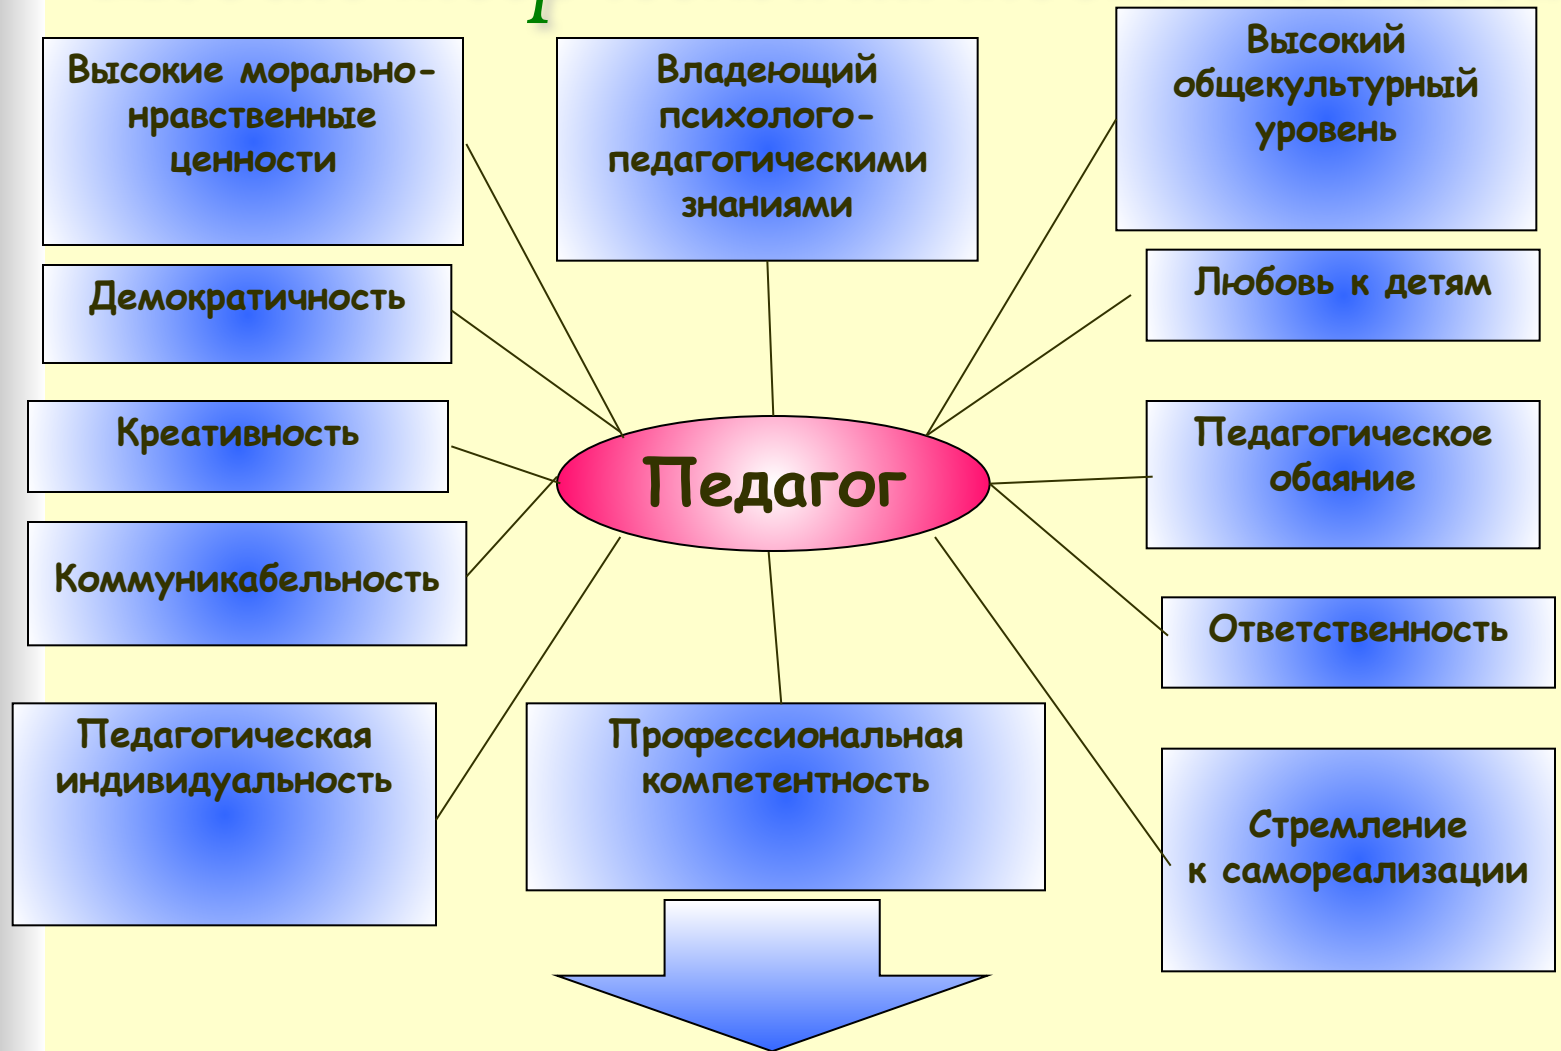 Высокие морально-
нравственные
ценности
Владеющий
психолого-
педагогическими
знаниями
Высокий
общекультурный
уровень
Демократичность
Любовь к детям
Креативность
Педагог
Педагогическое
обаяние
Коммуникабельность
Ответственность
Педагогическая
индивидуальность
Профессиональная
компетентность
Стремление
к самореализации